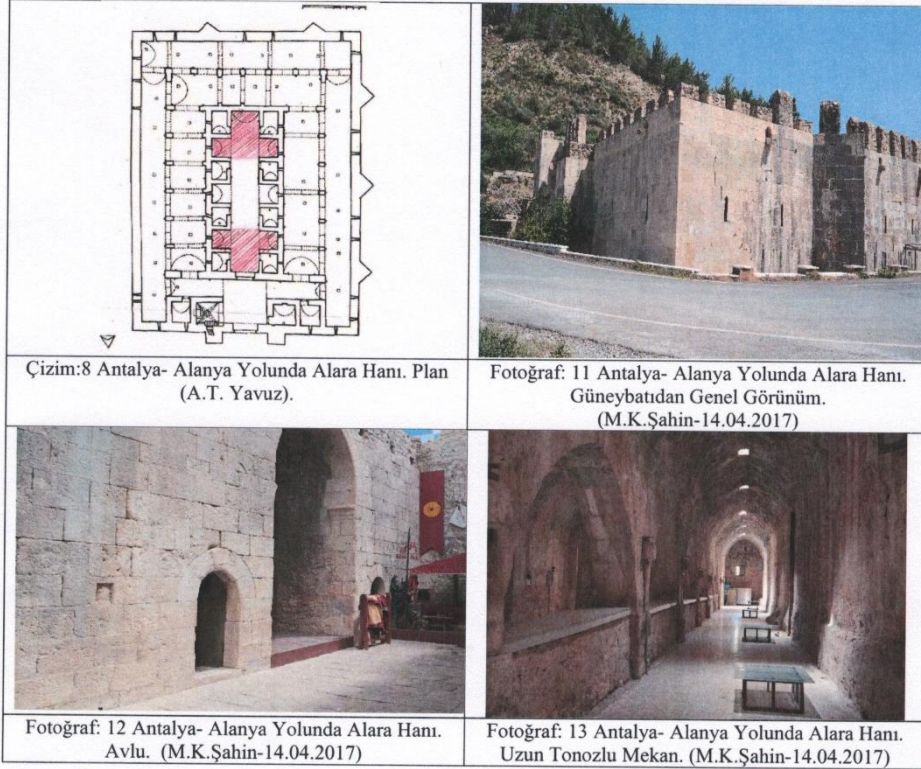 Çizim:8 Antalya- Alanya Yolunda Alara Hanı. Plan
(A.T. Yavuz).
Fotoğraf: 11 Antalya- Alanya Yolunda Alara Hanı.
Güneybatıdan Genel Görünüm.
(M.K.Şahin-14.04.2017)
Fotoğraf: 12 Antalya- Alanya Yolunda Alara Hanı.
Avlu. (M.K.Şahin-14.04.2017)
Fotoğraf: 13 Antalya- Alanya Yolunda Alara Hanı.
Uzun Tonozlu Mekan. (M.K.Şahin-14.04.2017)